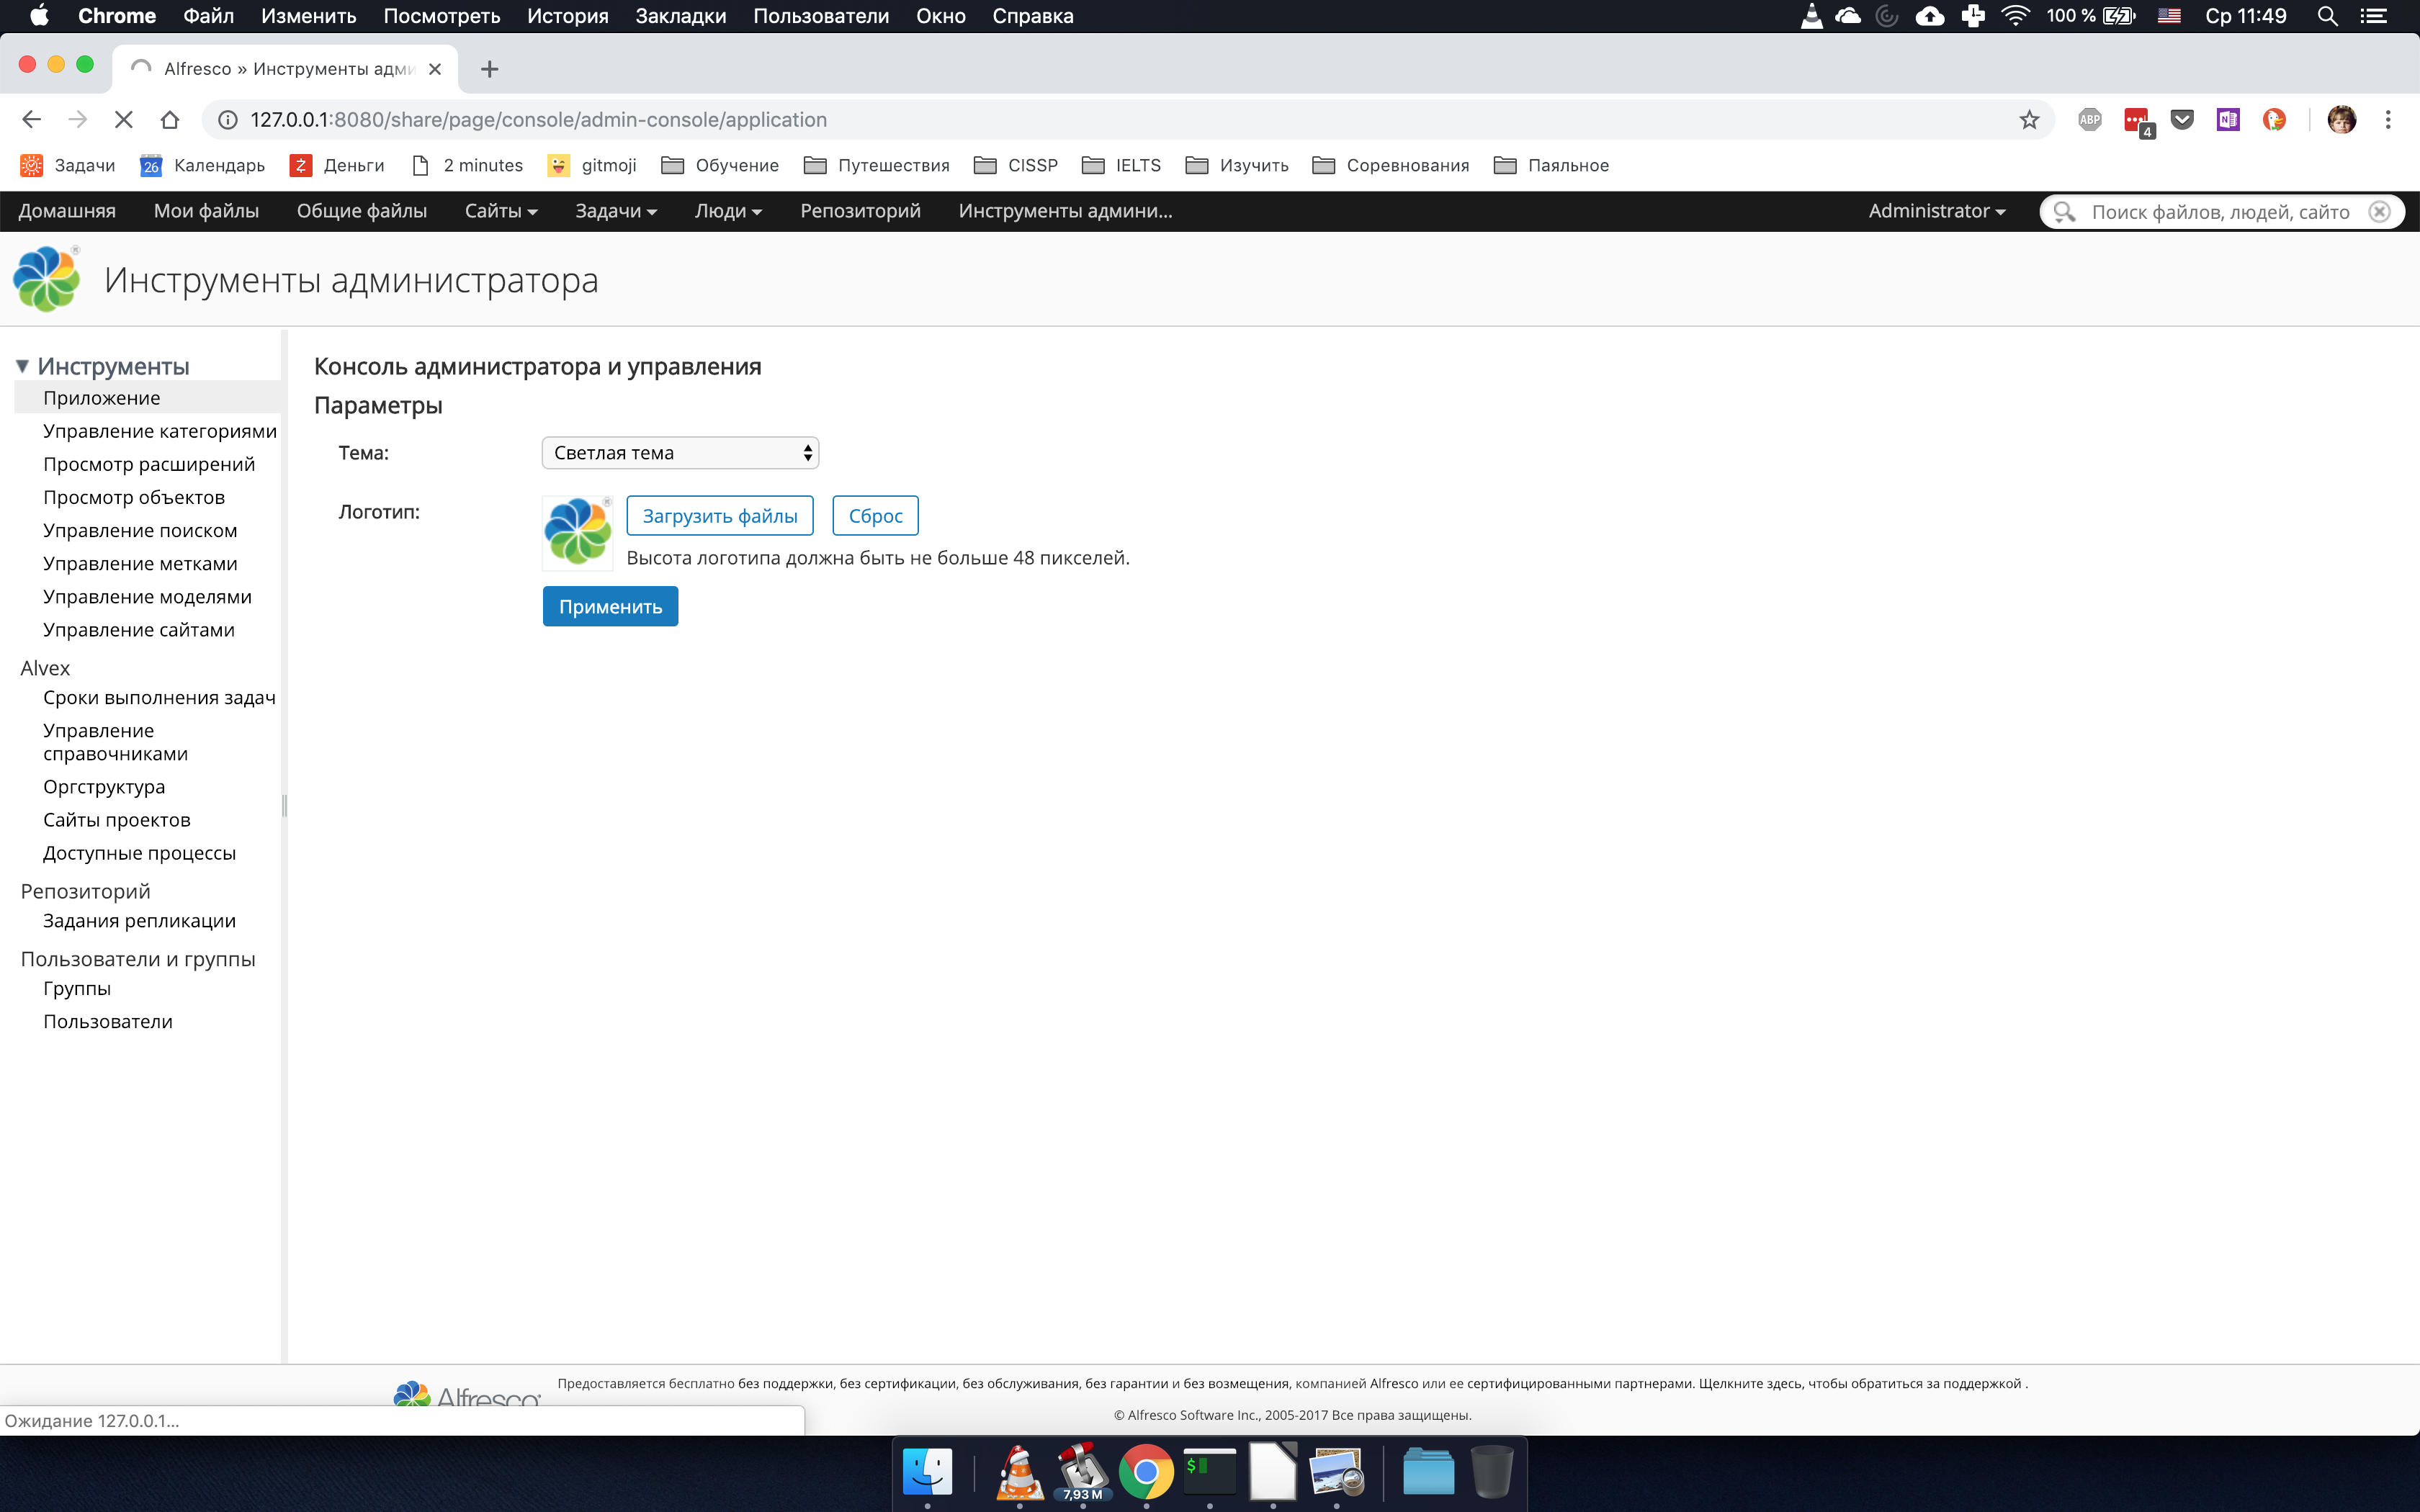 Chrome Файл Изменить Посмотреть История Закладки Пользователи Окно Справка 100 % Ср 11:49
Alfresco » Инструменты адми
127.0.0.1:8080/share/page/console/admin-console/application ABP 4
Задачи 26 Календарь Деньги 2 minutes gitmoji Обучение Путешествия CISSP IELTS Изучить Соревнования Паяльное
Домашняя Мои файлы Общие файлы Сайты Задачи Люди Репозиторий Инструменты админи... Administrator Поиск файлов, людей, сайто
Инструменты администратора
Инструменты
Приложение
Управление категориями
Просмотр расширений
Просмотр объектов
Управление поиском
Управление метками
Управление моделями
Управление сайтами
Alvex
Сроки выполнения задач
Управление
справочниками
Оргструктура
Сайты проектов
Доступные процессы
Репозиторий
Задания репликации
Пользователи и группы
Группы
Пользователи
Консоль администратора и управления
Параметры
Тема: Светлая тема
Логотип: Загрузить файлы Сброс
Высота логотипа должна быть не больше 48 пикселей.
Применить
Alfresco
Предоставляется бесплатно без поддержки, без сертификации, без обслуживания, без гарантии и без возмещения, компанией Alfresco или ее сертифицированными партнерами. Щелкните здесь, чтобы обратиться за поддержкой .
© Alfresco Software Inc., 2005-2017 Все права защищены.
Ожидание 127.0.0.1...
7,93 M
$